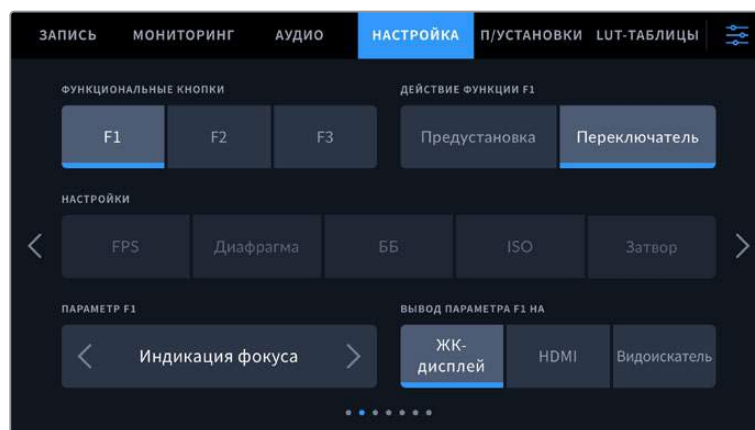 ЗАПИСЬ МОНИТОРИНГ АУДИО НАСТРОЙКА П/УСТАНОВКИ LUT-ТАБЛИЦЫ
ФУНКЦИОНАЛЬНЫЕ КНОПКИ ДЕЙСТВИЕ ФУНКЦИИ F1
F1 F2 F3 Предустановка Переключатель
НАСТРОЙКИ
FPS Диафрагма ББ ISO Затвор
ПАРАМЕТР F1 ВЫВОД ПАРАМЕТРА F1 НА
Индикация фокуса ЖК-
дисплей HDMI Видоискатель